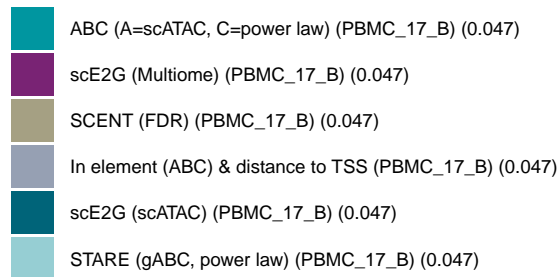 ABC (A=scATAC, C=power law) (PBMC_17_B) (0.047)
scE2G (Multiome) (PBMC_17_B) (0.047)
SCENT (FDR) (PBMC_17_B) (0.047)
In element (ABC) & distance to TSS (PBMC_17_B) (0.047)
scE2G (scATAC) (PBMC_17_B) (0.047)
STARE (gABC, power law) (PBMC_17_B) (0.047)